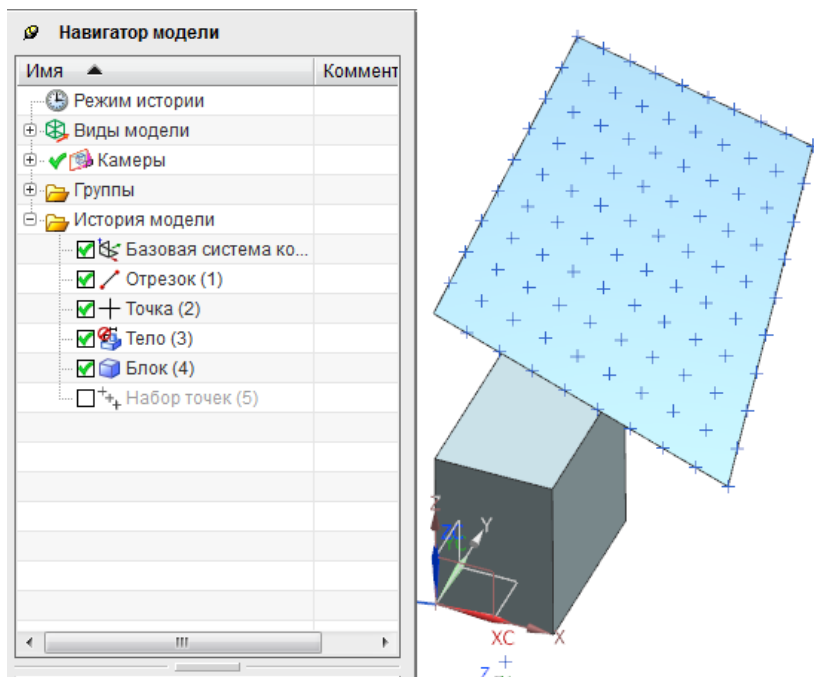 Навигатор модели
Имя Коммент
Режим истории
Виды модели
Камеры
Группы
История модели
Базовая система ко...
Отрезок (1)
Точка (2)
Тело (3)
Блок (4)
Набор точек (5)
Z
Y
ZC
XC
X
Z